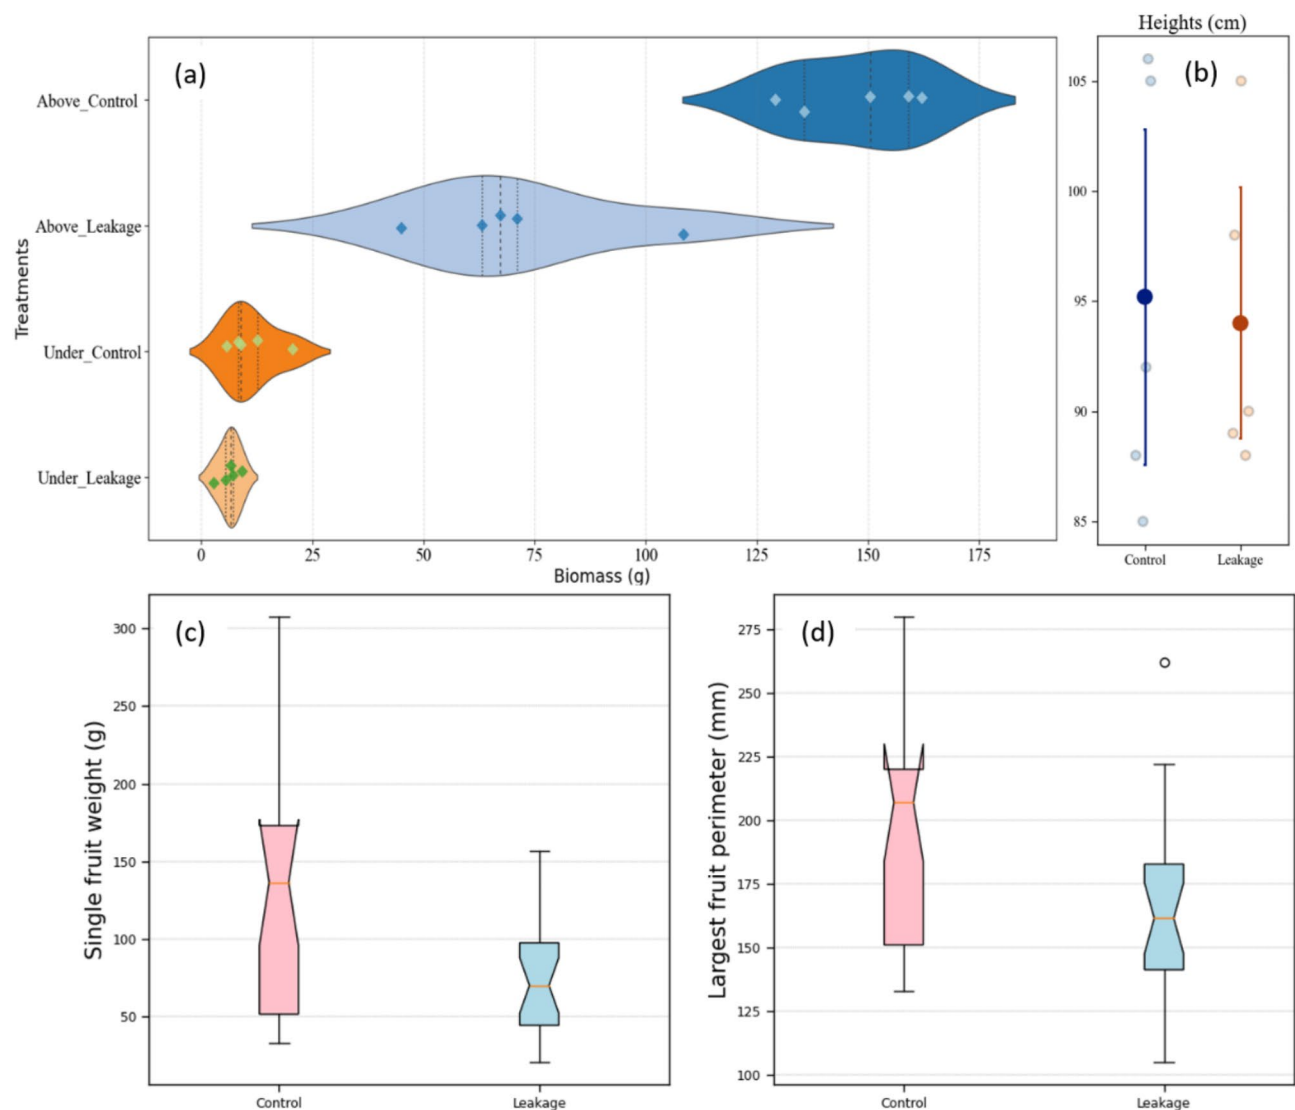 Heights (cm)
(a)
(b)
Treatments
Above_Control
Above_Leakage
Under_Control
Under_Leakage
0 25 50 75 100 125 150 175
Biomass (g)
105
100
95
90
85
Control Leakage
(c)
Single fruit weight (g)
300
250
200
150
100
50
Control Leakage
(d)
Largest fruit perimeter (mm)
275
250
225
200
175
150
125
100
Control Leakage